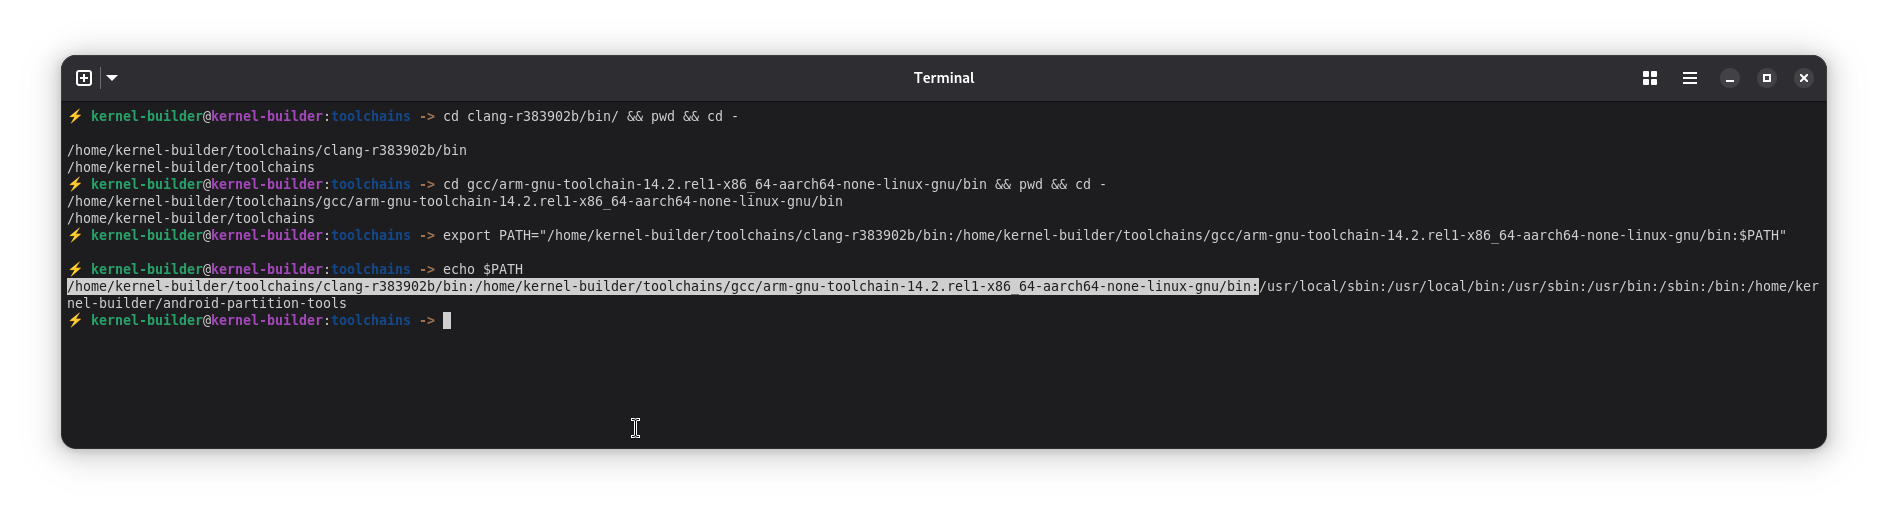 Terminal
⚡ kernel-builder@kernel-builder:toolchains -> cd clang-r383902b/bin/ && pwd && cd -
/home/kernel-builder/toolchains/clang-r383902b/bin
/home/kernel-builder/toolchains
⚡ kernel-builder@kernel-builder:toolchains -> cd gcc/arm-gnu-toolchain-14.2.rel1-x86_64-aarch64-none-linux-gnu/bin && pwd && cd -
/home/kernel-builder/toolchains/gcc/arm-gnu-toolchain-14.2.rel1-x86_64-aarch64-none-linux-gnu/bin
/home/kernel-builder/toolchains
⚡ kernel-builder@kernel-builder:toolchains -> export PATH="/home/kernel-builder/toolchains/clang-r383902b/bin:/home/kernel-builder/toolchains/gcc/arm-gnu-toolchain-14.2.rel1-x86_64-aarch64-none-linux-gnu/bin:$PATH"
⚡ kernel-builder@kernel-builder:toolchains -> echo $PATH
/home/kernel-builder/toolchains/clang-r383902b/bin:/home/kernel-builder/toolchains/gcc/arm-gnu-toolchain-14.2.rel1-x86_64-aarch64-none-linux-gnu/bin:/usr/local/sbin:/usr/local/bin:/usr/sbin:/usr/bin:/sbin:/bin:/home/ker
nel-builder/android-partition-tools
⚡ kernel-builder@kernel-builder:toolchains ->